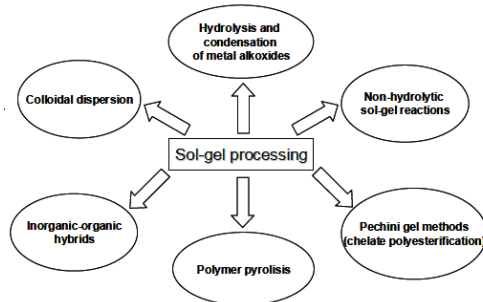 Hydrolysis and
condensation
of metal alkoxides
Colloidal dispersion
Non-hydrolytic
sol-gel reactions
Sol-gel processing
Inorganic-organic
hybrids
Pechini gel methods
(chelate polyesterification)
Polymer pyrolisis